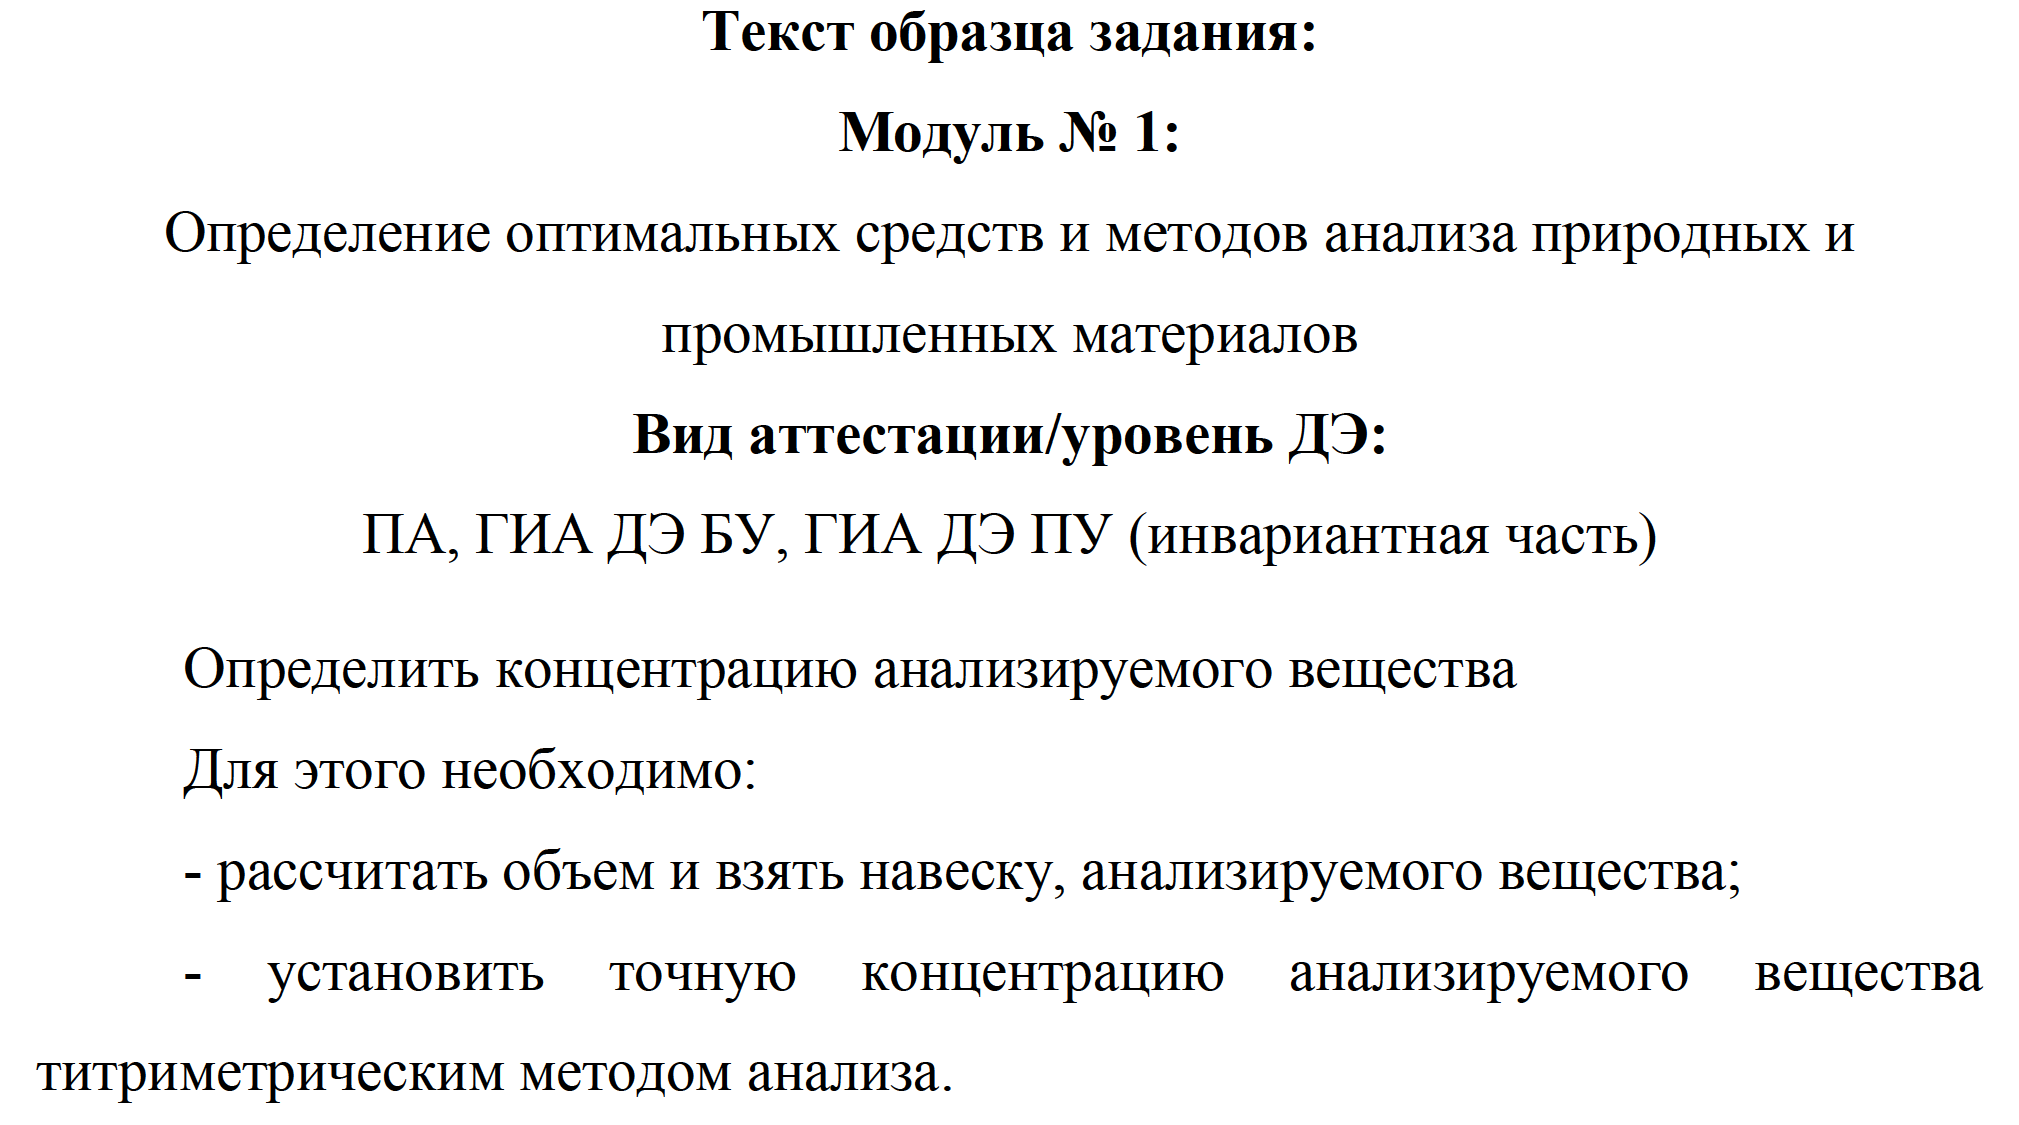 Текст образца задания:
Модуль № 1:
Определение оптимальных средств и методов анализа природных и
промышленных материалов
Вид аттестации/уровень ДЭ:
ПА, ГИА ДЭ БУ, ГИА ДЭ ПУ (инвариантная часть)
Определить концентрацию анализируемого вещества
Для этого необходимо:
- рассчитать объем и взять навеску, анализируемого вещества;
- установить точную концентрацию анализируемого вещества
титриметрическим методом анализа.